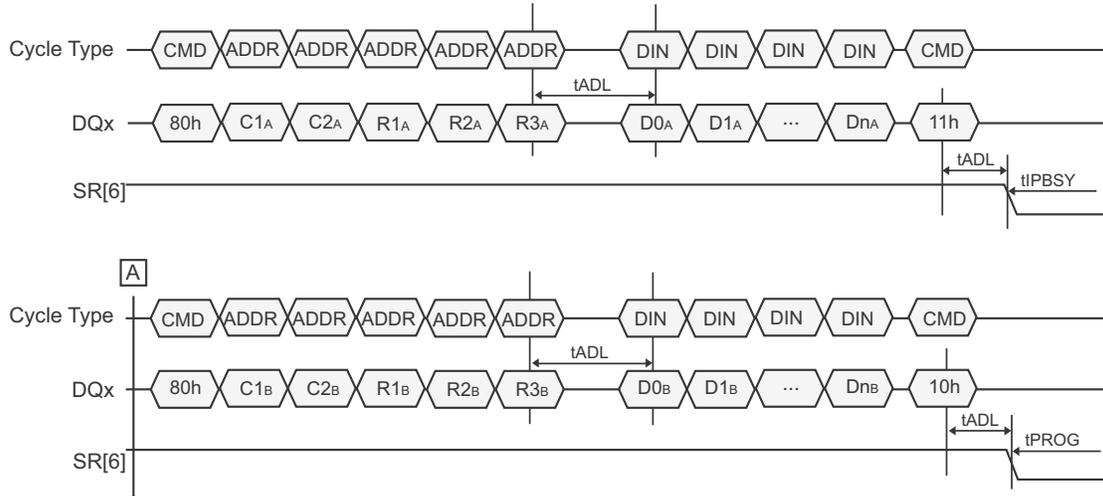 Cycle Type CMD ADDR ADDR ADDR ADDR ADDR DIN DIN DIN DIN CMD
tADL
DQx 80h C1A C2A R1A R2A R3A D0A D1A ... DnA 11h
tADL
SR[6] tIPBSY
A
Cycle Type CMD ADDR ADDR ADDR ADDR ADDR DIN DIN DIN DIN CMD
tADL
DQx 80h C1B C2B R1B R2B R3B D0B D1B ... DnB 10h
tADL
SR[6] tPROG